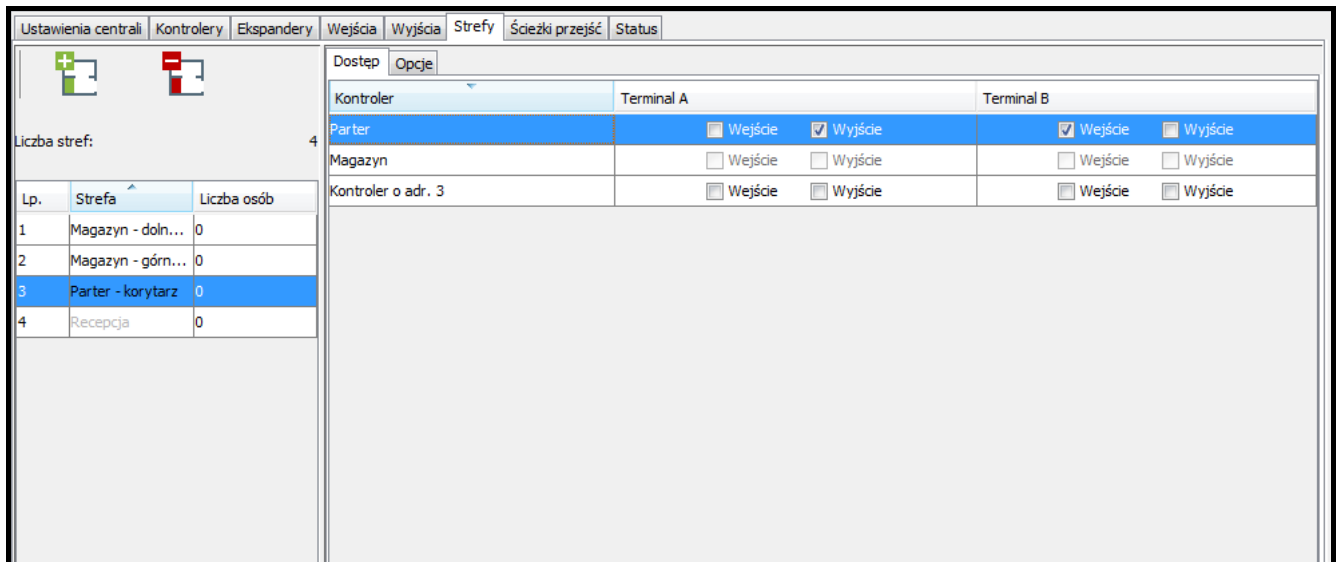 Ustawienia centrali Kontrolery Ekspandery Wejścia Wyjścia Strefy Ścieżki przejść Status
Liczba stref: 4
Lp. Strefa Liczba osób
1 Magazyn - doln... 0
2 Magazyn - górn... 0
3 Parter - korytarz 0
4 Recepcja 0
Dostęp Opcje
Kontroler Terminal A Terminal B
Parter Wejście Wyjście Wejście Wyjście
Magazyn Wejście Wyjście Wejście Wyjście
Kontroler o adr. 3 Wejście Wyjście Wejście Wyjście